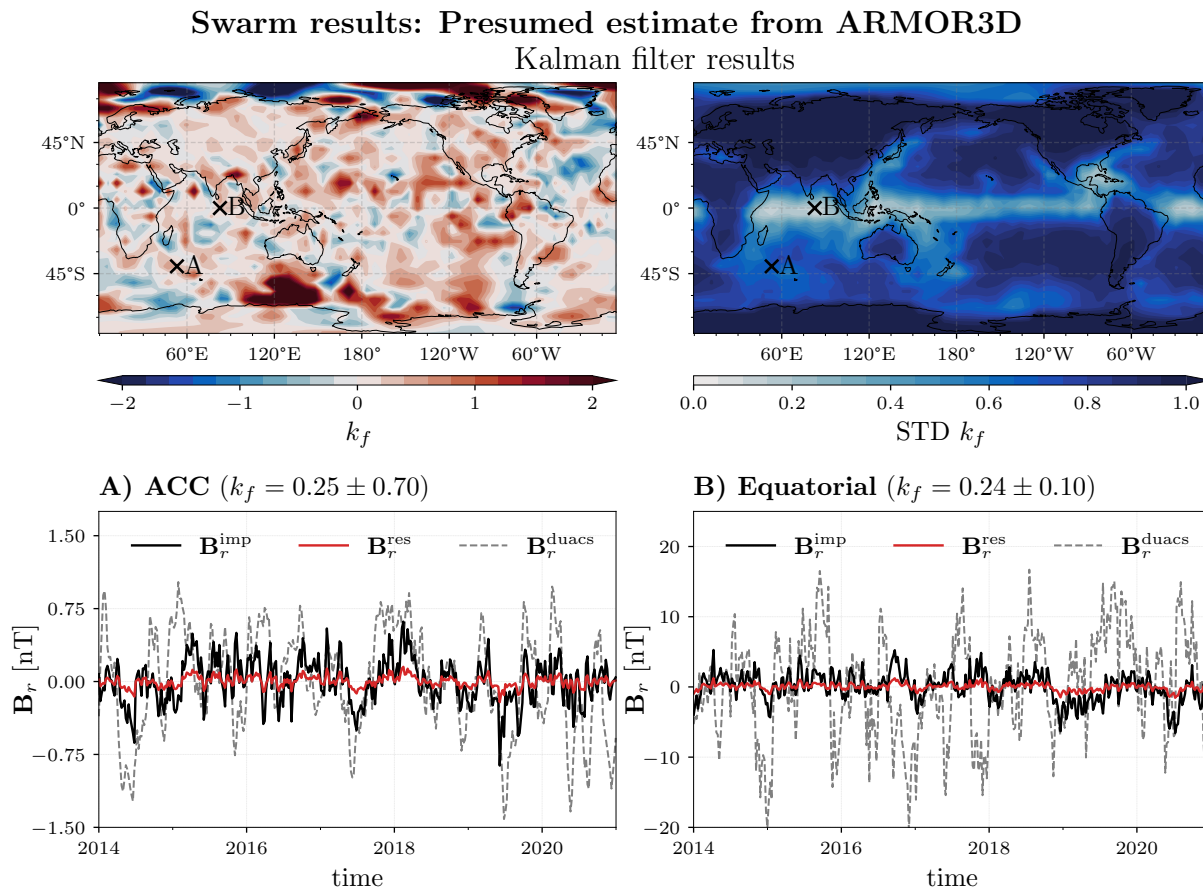 Swarm results: Presumed estimate from ARMOR3D
Kalman filter results
45°N
0°
45°S
A
B
60°E 120°E 180° 120°W 60°W
−2 −1 0 1 2
k_f
45°N
0°
45°S
A
B
60°E 120°E 180° 120°W 60°W
0.0 0.2 0.4 0.6 0.8 1.0
STD k_f
A) ACC (k_f = 0.25 ± 0.70)
B_r^imp B_r^res B_r^duacs
1.50
0.75
0.00
−0.75
−1.50
B_r [nT]
2014 2016 2018 2020
time
B) Equatorial (k_f = 0.24 ± 0.10)
B_r^imp B_r^res B_r^duacs
20
10
0
−10
−20
B_r [nT]
2014 2016 2018 2020
time